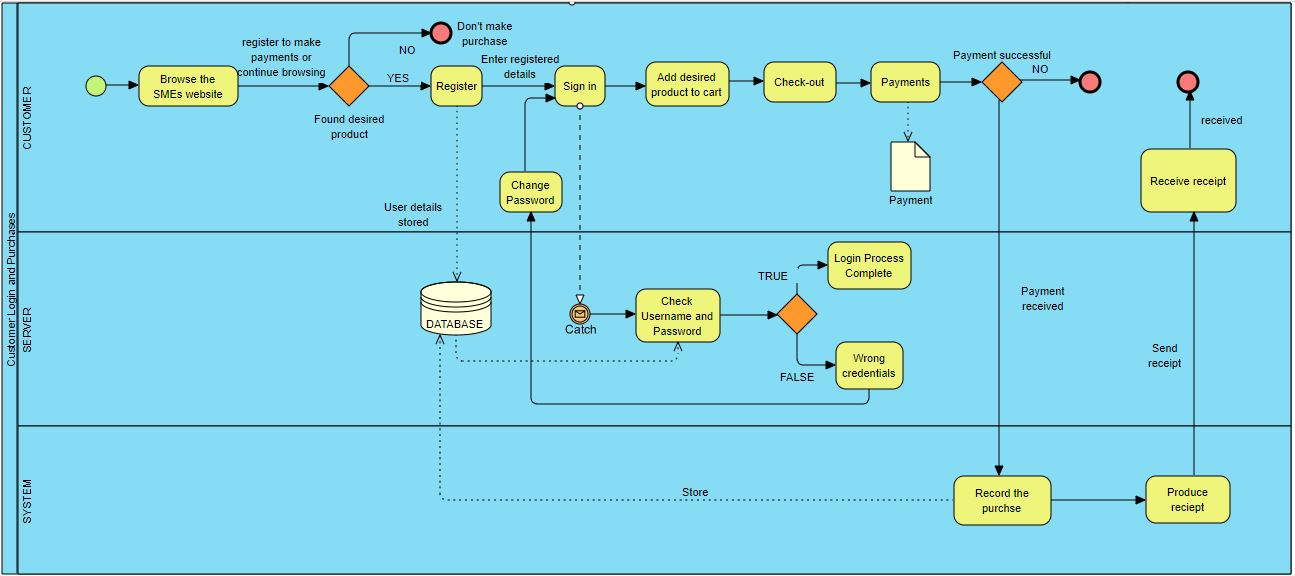 Customer Login and Purchases
CUSTOMER
Browse the
SMEs website
register to make
payments or
continue browsing
Found desired
product
NO
Don't make
purchase
YES
Register
Enter registered
details
Sign in
Add desired
product to cart
Check-out
Payments
Payment
Payment successful
NO
received
Receive receipt
Change
Password
User details
stored
SERVER
DATABASE
Catch
Check
Username and
Password
TRUE
Login Process
Complete
FALSE
Wrong
credentials
Payment
received
Send
receipt
SYSTEM
Store
Record the
purchse
Produce
reciept